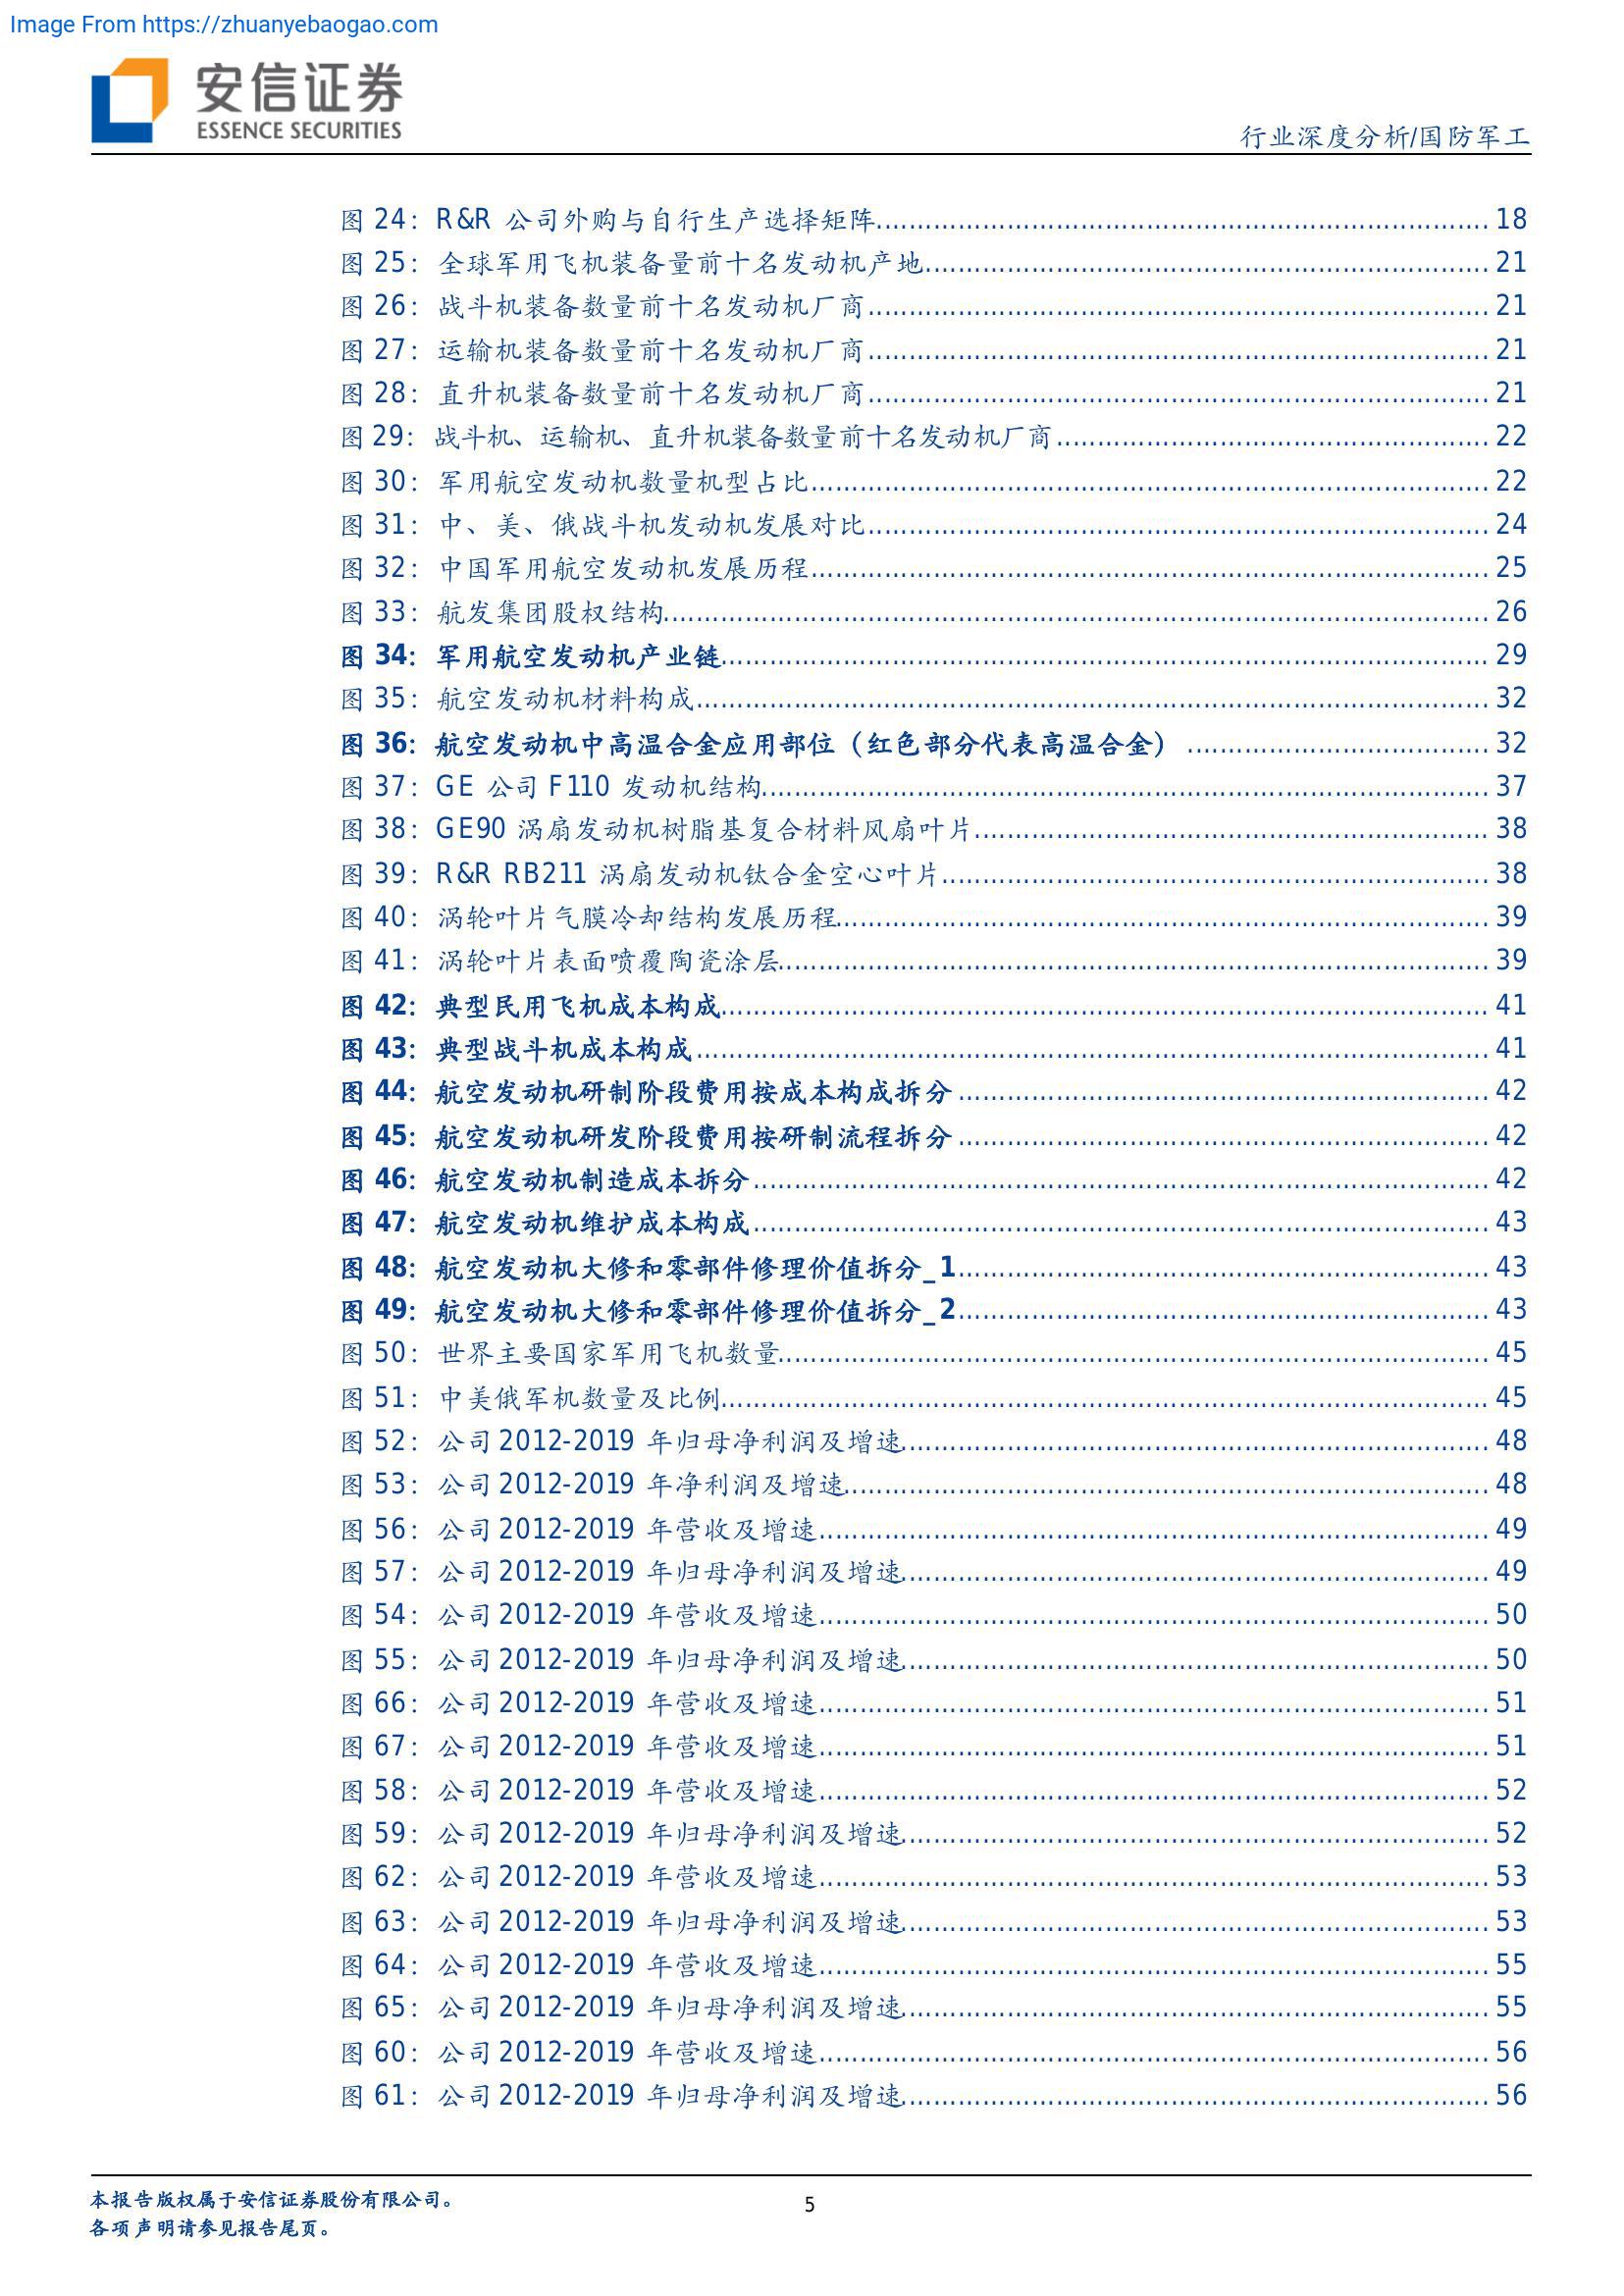 Image From https://zhuanyebaogao.com
安信证券
ESSENCE SECURITIES
行业深度分析/国防军工
图 24：R&R 公司外购与自行生产选择矩阵 18
图 25：全球军用飞机装备量前十名发动机产地 21
图 26：战斗机装备数量前十名发动机厂商 21
图 27：运输机装备数量前十名发动机厂商 21
图 28：直升机装备数量前十名发动机厂商 21
图 29：战斗机、运输机、直升机装备数量前十名发动机厂商 22
图 30：军用航空发动机数量机型占比 22
图 31：中、美、俄战斗机发动机发展对比 24
图 32：中国军用航空发动机发展历程 25
图 33：航发集团股权结构 26
图 34：军用航空发动机产业链 29
图 35：航空发动机材料构成 32
图 36：航空发动机中高温合金应用部位（红色部分代表高温合金） 32
图 37：GE 公司 F110 发动机结构 37
图 38：GE90 涡扇发动机树脂基复合材料风扇叶片 38
图 39：R&R RB211 涡扇发动机钛合金空心叶片 38
图 40：涡轮叶片气膜冷却结构发展历程 39
图 41：涡轮叶片表面喷覆陶瓷涂层 39
图 42：典型民用飞机成本构成 41
图 43：典型战斗机成本构成 41
图 44：航空发动机研制阶段费用按成本构成拆分 42
图 45：航空发动机研发阶段费用按研制流程拆分 42
图 46：航空发动机制造成本拆分 42
图 47：航空发动机维护成本构成 43
图 48：航空发动机大修和零部件修理价值拆分_1 43
图 49：航空发动机大修和零部件修理价值拆分_2 43
图 50：世界主要国家军用飞机数量 45
图 51：中美俄军机数量及比例 45
图 52：公司 2012-2019 年归母净利润及增速 48
图 53：公司 2012-2019 年净利润及增速 48
图 56：公司 2012-2019 年营收及增速 49
图 57：公司 2012-2019 年归母净利润及增速 49
图 54：公司 2012-2019 年营收及增速 50
图 55：公司 2012-2019 年归母净利润及增速 50
图 66：公司 2012-2019 年营收及增速 51
图 67：公司 2012-2019 年营收及增速 51
图 58：公司 2012-2019 年营收及增速 52
图 59：公司 2012-2019 年归母净利润及增速 52
图 62：公司 2012-2019 年营收及增速 53
图 63：公司 2012-2019 年归母净利润及增速 53
图 64：公司 2012-2019 年营收及增速 55
图 65：公司 2012-2019 年归母净利润及增速 55
图 60：公司 2012-2019 年营收及增速 56
图 61：公司 2012-2019 年归母净利润及增速 56
本报告版权属于安信证券股份有限公司。
各项声明请参见报告尾页。
5